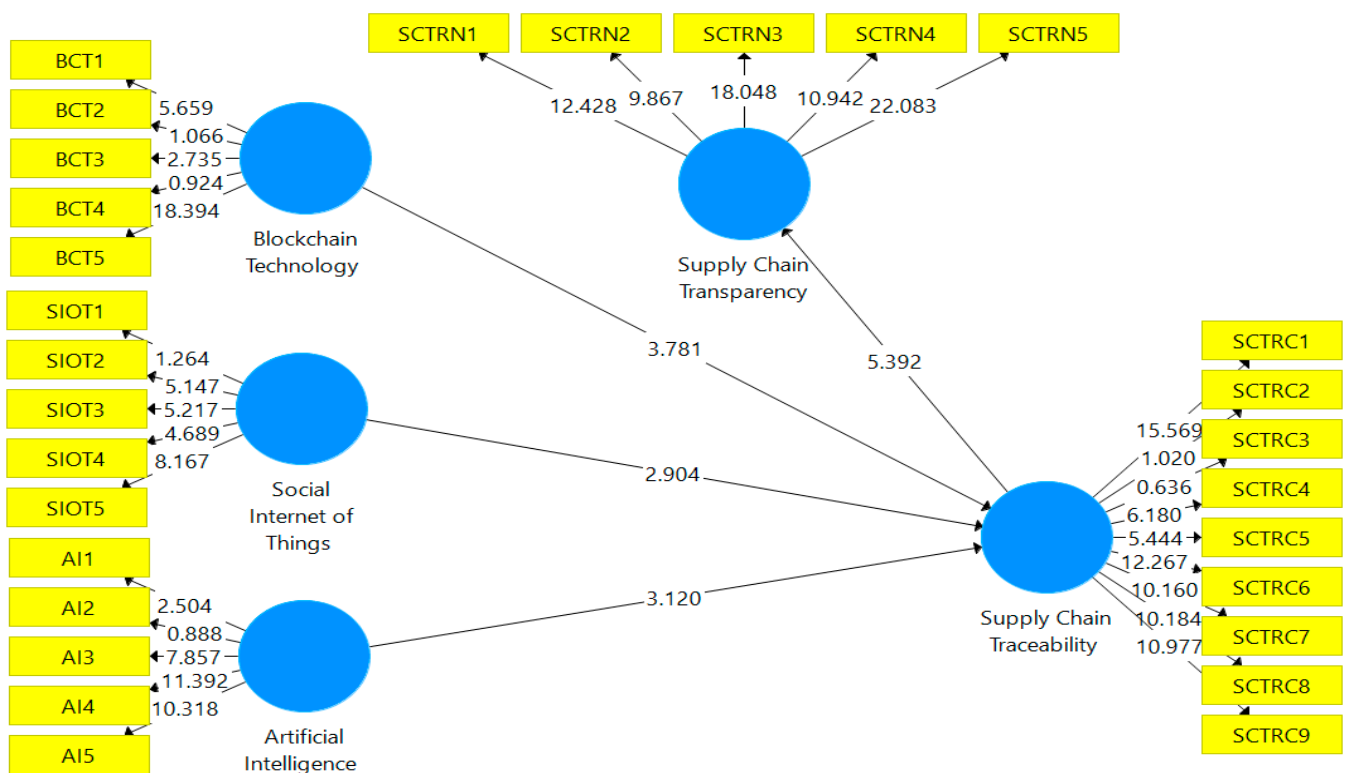 SCTRN1 SCTRN2 SCTRN3 SCTRN4 SCTRN5
12.428 9.867 18.048 10.942 22.083
Supply Chain
Transparency
BCT1
BCT2
BCT3
BCT4
BCT5
5.659
1.066
2.735
0.924
18.394
Blockchain
Technology
SIOT1
SIOT2
SIOT3
SIOT4
SIOT5
1.264
5.147
5.217
4.689
8.167
Social
Internet of
Things
AI1
AI2
AI3
AI4
AI5
2.504
0.888
7.857
11.392
10.318
Artificial
Intelligence
3.781
2.904
3.120
5.392
Supply Chain
Traceability
15.569
1.020
0.636
6.180
5.444
12.267
10.160
10.184
10.977
SCTRC1
SCTRC2
SCTRC3
SCTRC4
SCTRC5
SCTRC6
SCTRC7
SCTRC8
SCTRC9